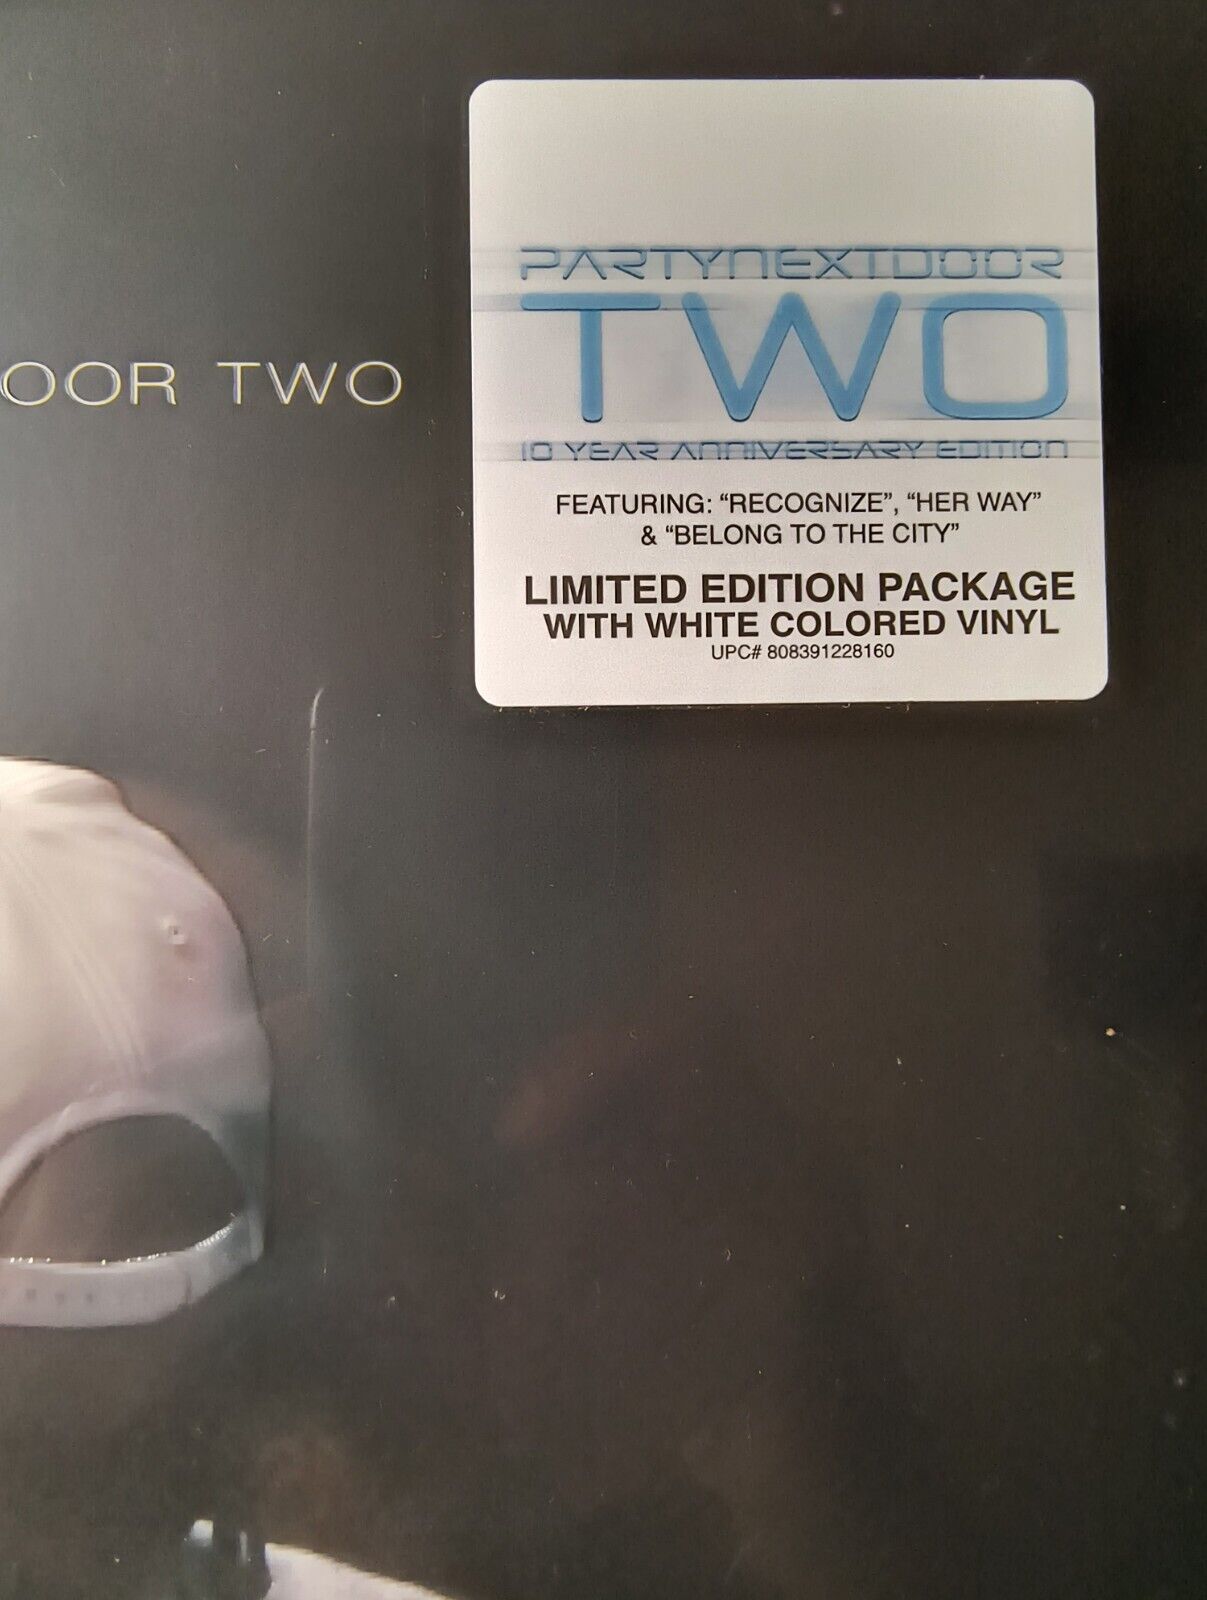 PARTYNEXTDOOR
TWO
10 YEAR ANNIVERSARY EDITION
FEATURING: “RECOGNIZE”, “HER WAY”
& “BELONG TO THE CITY”
LIMITED EDITION PACKAGE
WITH WHITE COLORED VINYL
UPC# 808391228160
OOR TWO